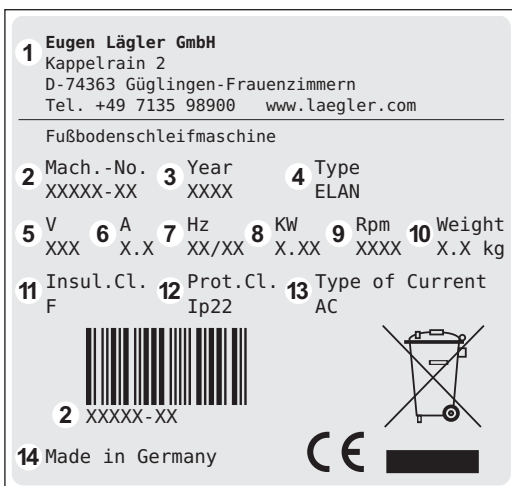 1 Eugen Lägler GmbH
Kappelrain 2
D-74363 Güglingen-Frauenzimmern
Tel. +49 7135 98900 www.laegler.com
Fußbodenschleifmaschine
2 Mach.-No. 3 Year 4 Type
XXXXX-XX XXXX ELAN
5 V 6 A 7 Hz 8 KW 9 Rpm 10 Weight
XXX X.X XX/XX X.XX XXXX X.X kg
11 Insul.Cl. 12 Prot.Cl. 13 Type of Current
F Ip22 AC
2 XXXXX-XX
14 Made in Germany
CE